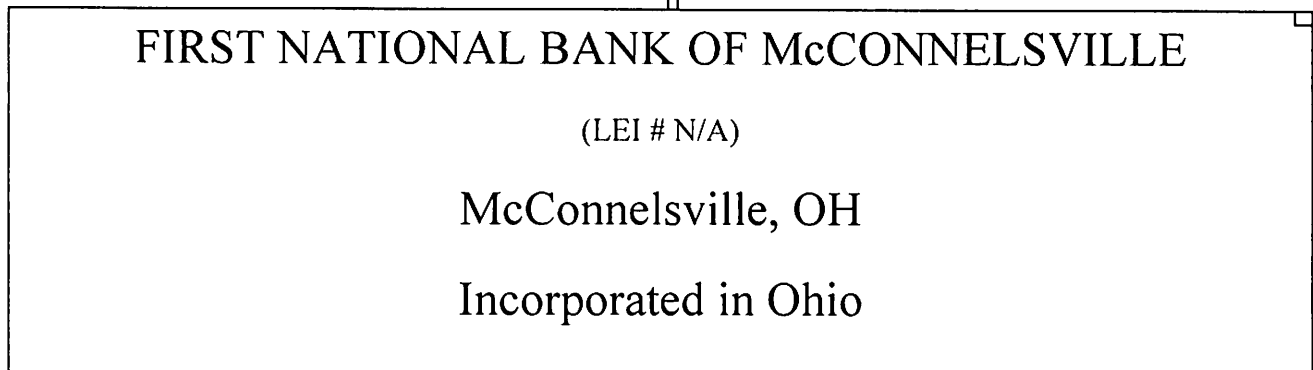 FIRST NATIONAL BANK OF McCONNELSVILLE
(LEI # N/A)
McConnelsville, OH
Incorporated in Ohio